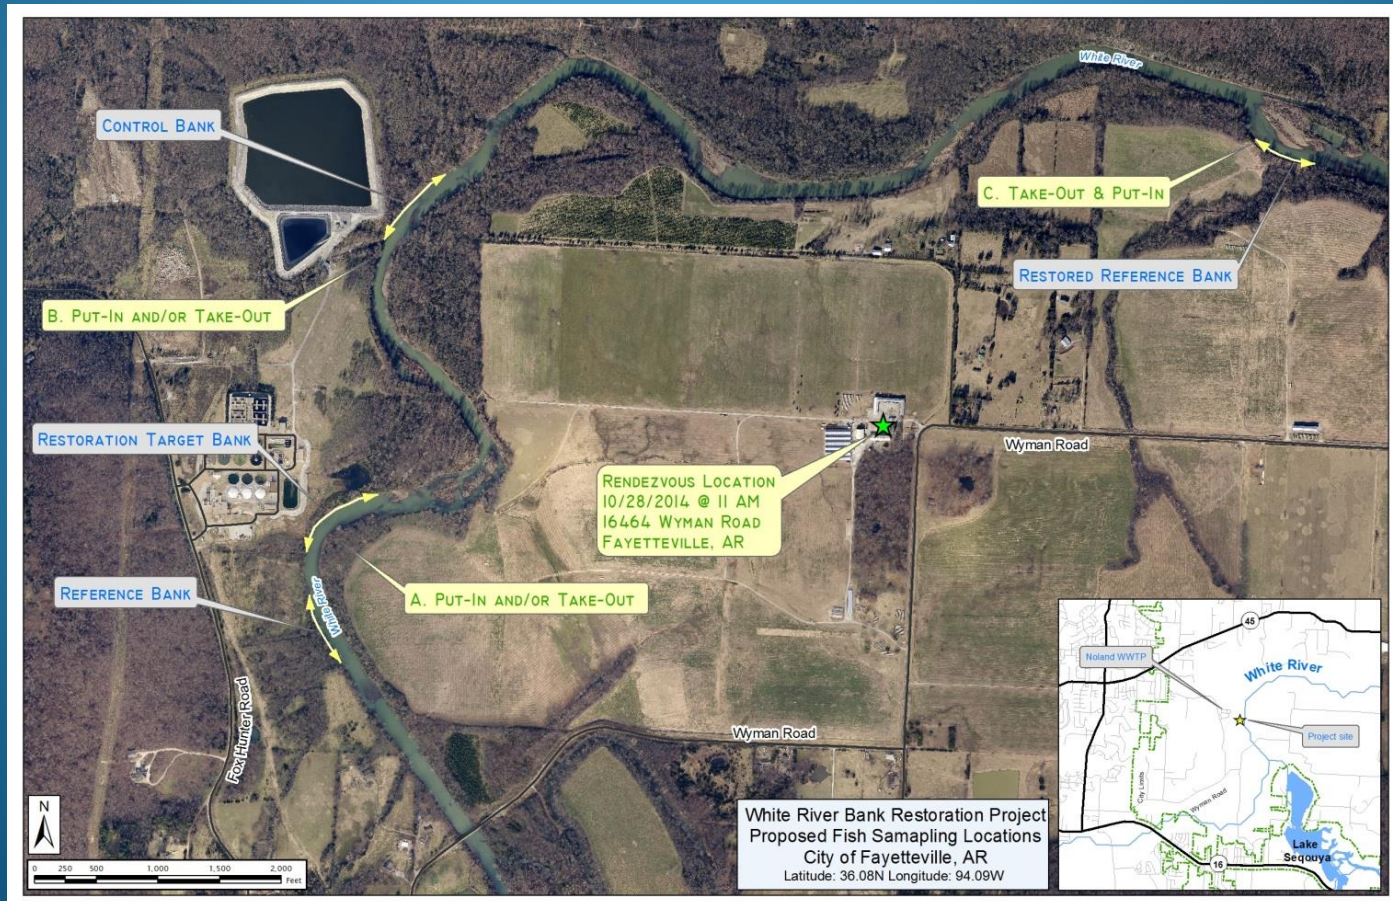 White River
CONTROL BANK
C. TAKE-OUT & PUT-IN
RESTORED REFERENCE BANK
B. PUT-IN AND/OR TAKE-OUT
RESTORATION TARGET BANK
Wyman Road
RENDEZVOUS LOCATION
10/28/2014 @ 11 AM
16464 WYMAN ROAD
FAYETTEVILLE, AR
REFERENCE BANK
White River
A. PUT-IN AND/OR TAKE-OUT
Fox Hunter Road
Wyman Road
45
Noland WWTP
White River
Project site
City Limits
Wyman Road
Lake
Seqouya
16
N
0 250 500 1,000 1,500 2,000
Feet
White River Bank Restoration Project
Proposed Fish Samapling Locations
City of Fayetteville, AR
Latitude: 36.08N Longitude: 94.09W